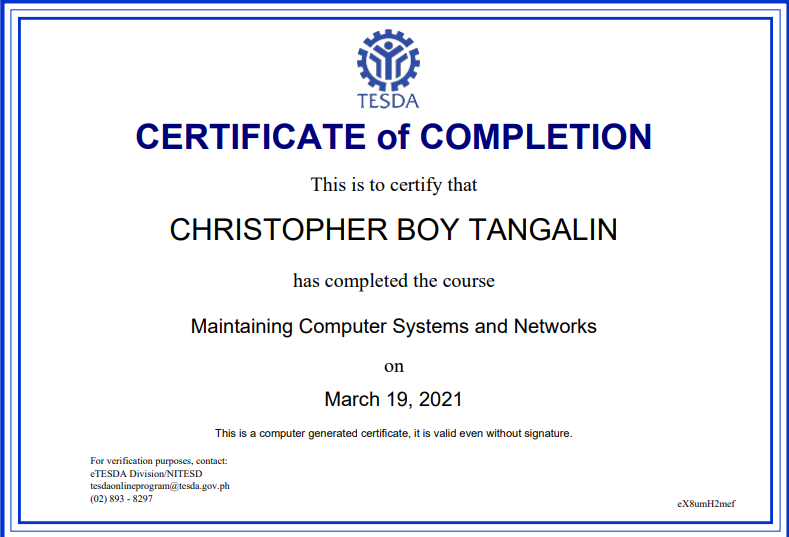 TESDA
CERTIFICATE of COMPLETION
This is to certify that
CHRISTOPHER BOY TANGALIN
has completed the course
Maintaining Computer Systems and Networks
on
March 19, 2021
This is a computer generated certificate, it is valid even without signature.
For verification purposes, contact:
eTESDA Division/NITESD
tesdaonlineprogram@tesda.gov.ph
(02) 893 - 8297
eX8umH2mef